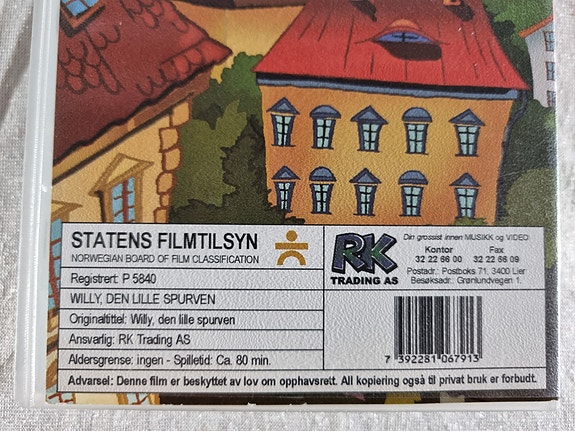 STATENS FILMTILSYN
NORWEGIAN BOARD OF FILM CLASSIFICATION
Registrert: P 5840
WILLY, DEN LILLE SPURVEN
Originaltittel: Willy, den lille spurven
Ansvarlig: RK Trading AS
Aldersgrense: ingen - Spilletid: Ca. 80 min.
RK
TRADING AS
Din grossist innen MUSIKK og VIDEO
Kontor Fax
32 22 66 00 32 22 66 09
Postadr.: Postboks 71, 3400 Lier
Besøksadr.: Grønlundvegen 1.
7 392281 067913
Advarsel: Denne film er beskyttet av lov om opphavsrett. All kopiering også til privat bruk er forbudt.